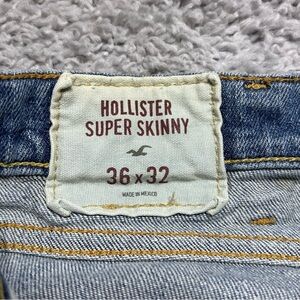 HOLLISTER
SUPER SKINNY
36 x 32
MADE IN MEXICO